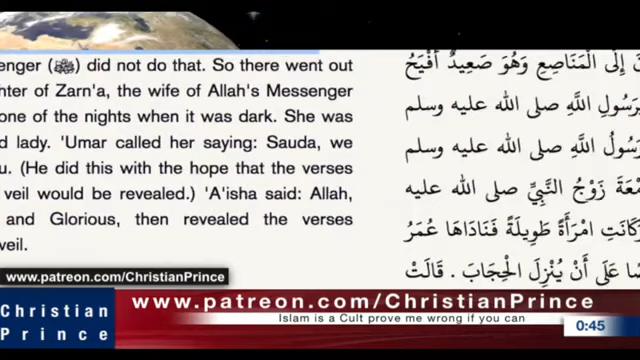 enger (ﷺ) did not do that. So there went out
hter of Zarn'a, the wife of Allah's Messenger
one of the nights when it was dark. She was
d lady. 'Umar called her saying: Sauda, we
u. (He did this with the hope that the verses
veil would be revealed.) 'A'isha said: Allah,
and Glorious, then revealed the verses
veil.
إِلَى الْمَنَاصِعِ وَهُوَ صَعِيدٌ أَفْيَحُ
رَسُولِ اللَّهِ صلى الله عليه وسلم
رَسُولُ اللَّهِ صلى الله عليه وسلم
مْعَةَ زَوْجُ النَّبِيِّ صلى الله عليه
كَانَتِ امْرَأَةً طَوِيلَةً فَنَادَاهَا عُمَرُ
عَلَى أَنْ يُنْزِلَ الْحِجَابَ . قَالَتْ
www.patreon.com/ChristianPrince
Christian
Prince
www.patreon.com/ChristianPrince
Islam is a Cult prove me wrong if you can
0:45